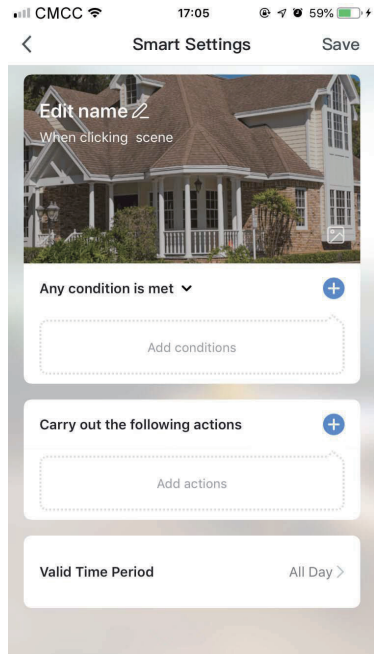 CMCC 17:05 59%
Smart Settings Save
Edit name
When clicking scene
Any condition is met
Add conditions
Carry out the following actions
Add actions
Valid Time Period All Day